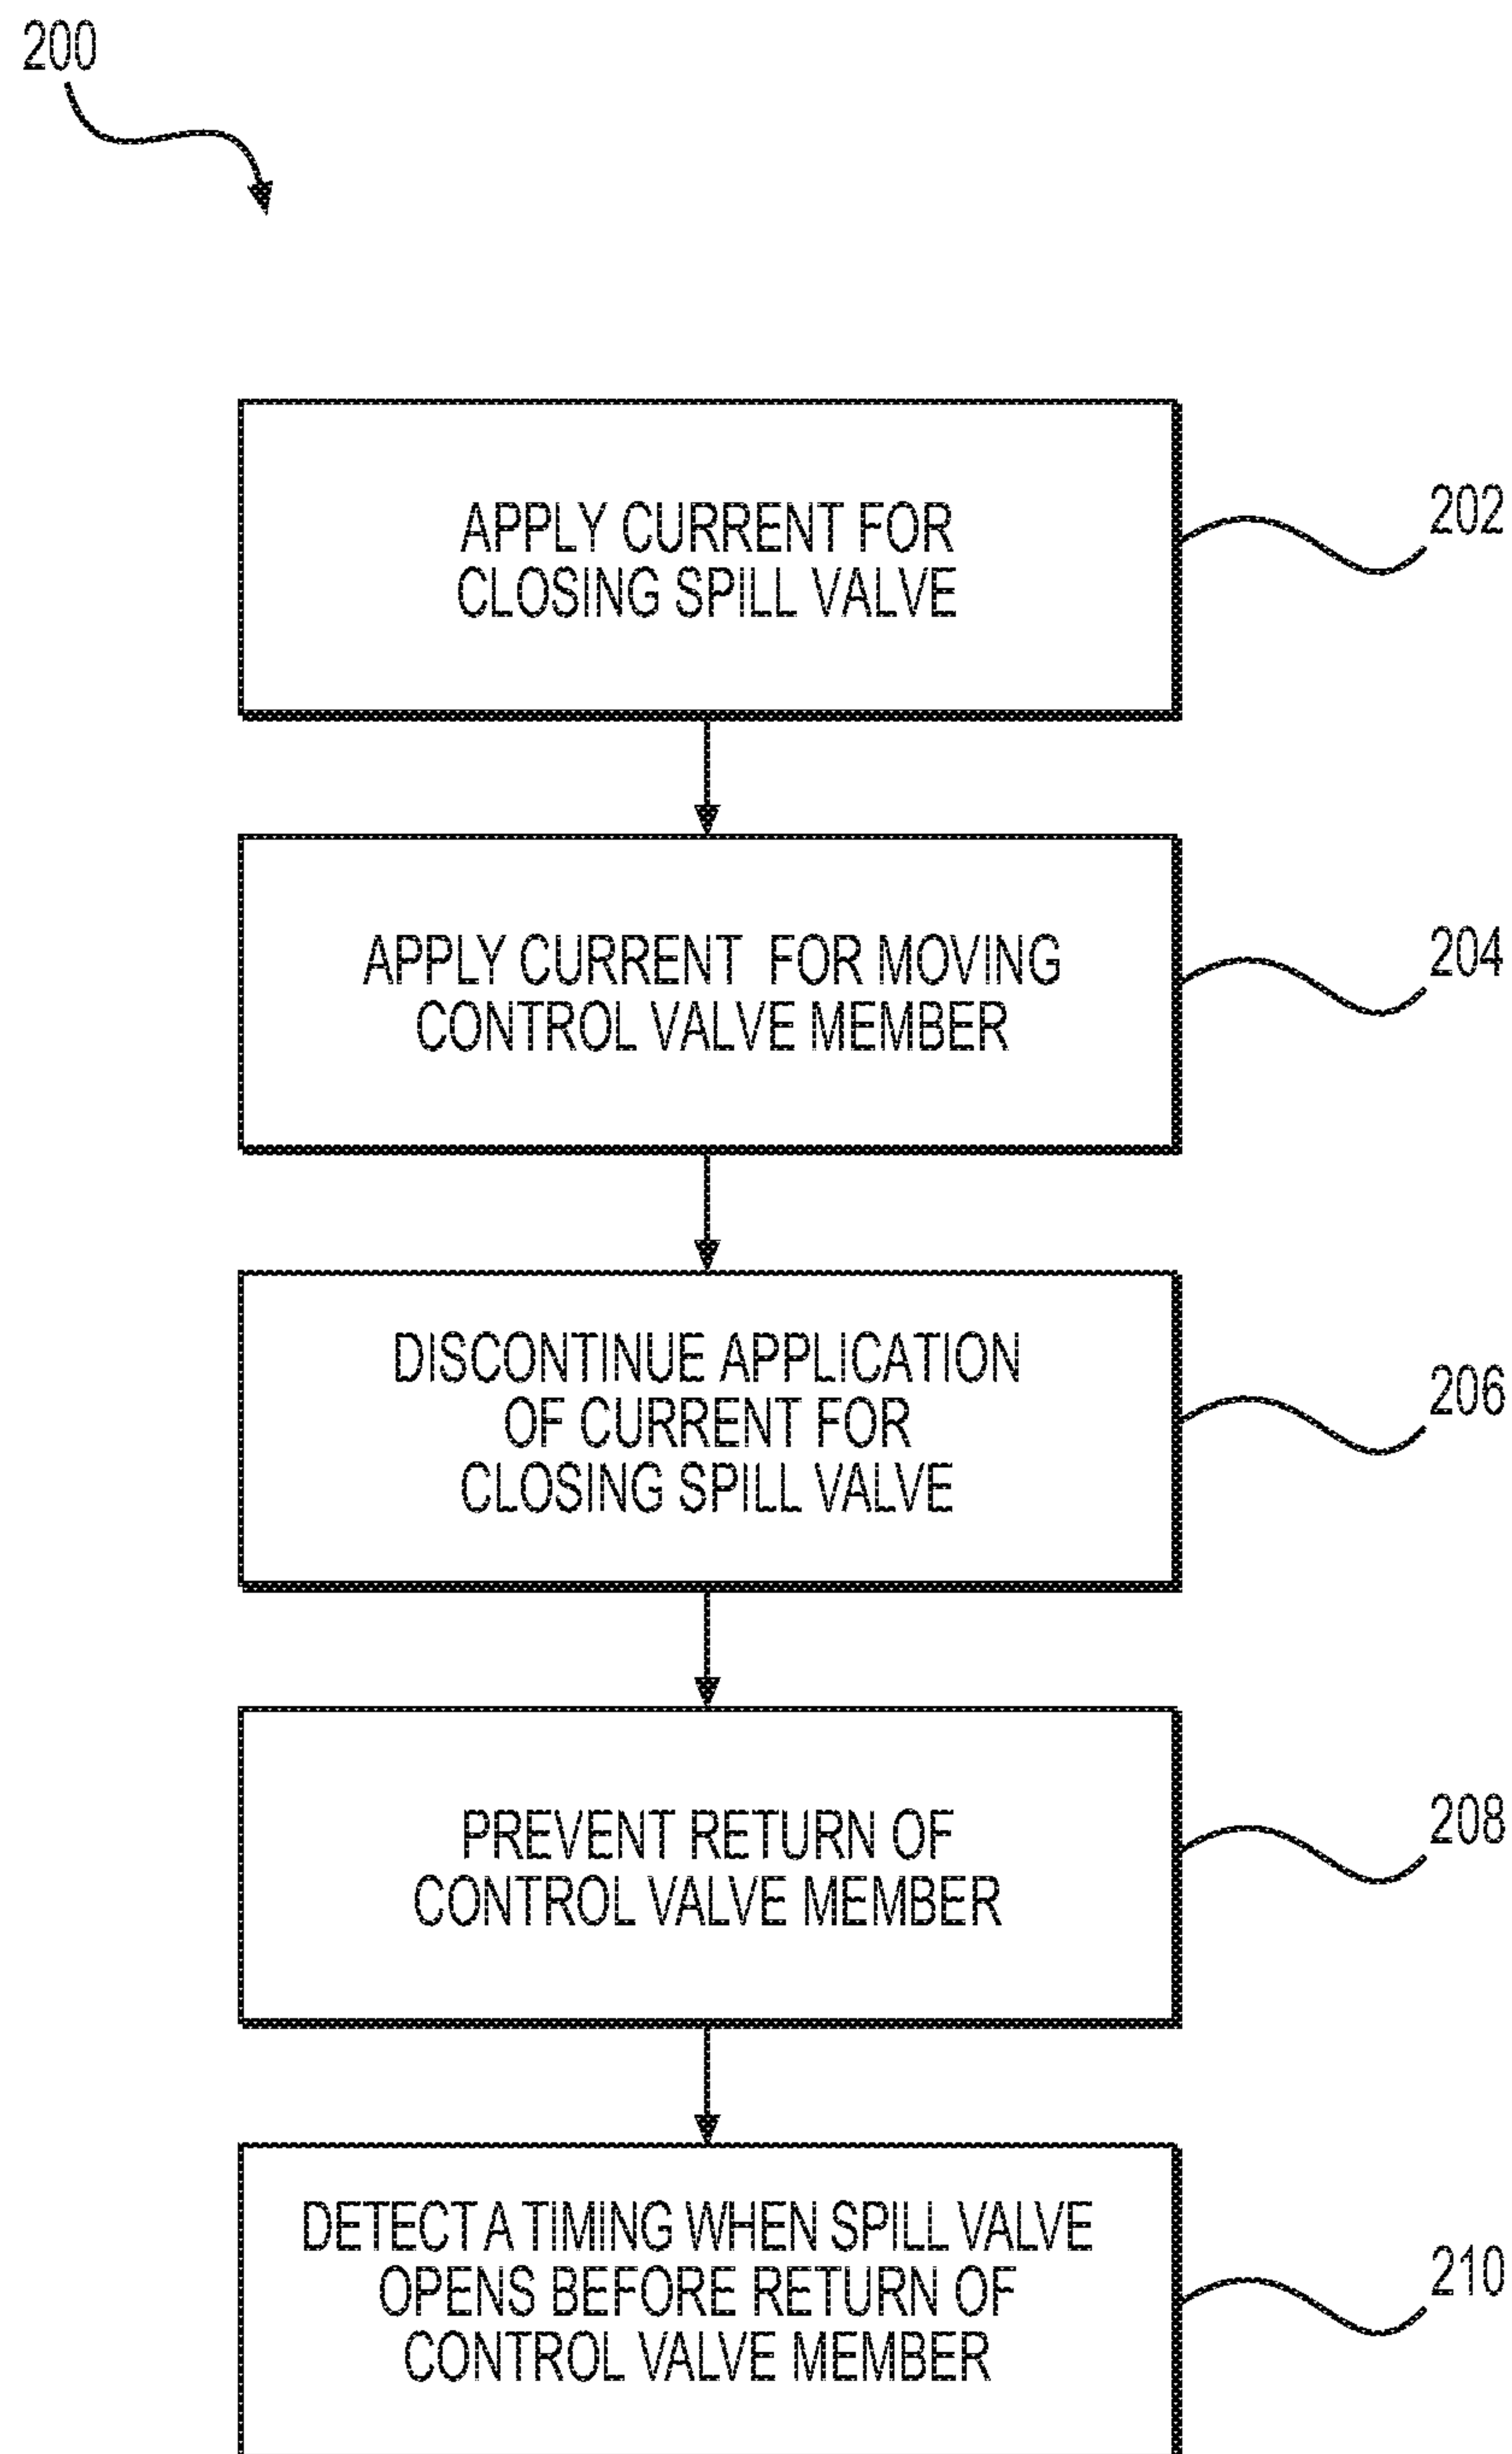 200
APPLY CURRENT FOR
CLOSING SPILL VALVE
202
APPLY CURRENT FOR MOVING
CONTROL VALVE MEMBER
204
DISCONTINUE APPLICATION
OF CURRENT FOR
CLOSING SPILL VALVE
206
PREVENT RETURN OF
CONTROL VALVE MEMBER
208
DETECT A TIMING WHEN SPILL VALVE
OPENS BEFORE RETURN OF
CONTROL VALVE MEMBER
210